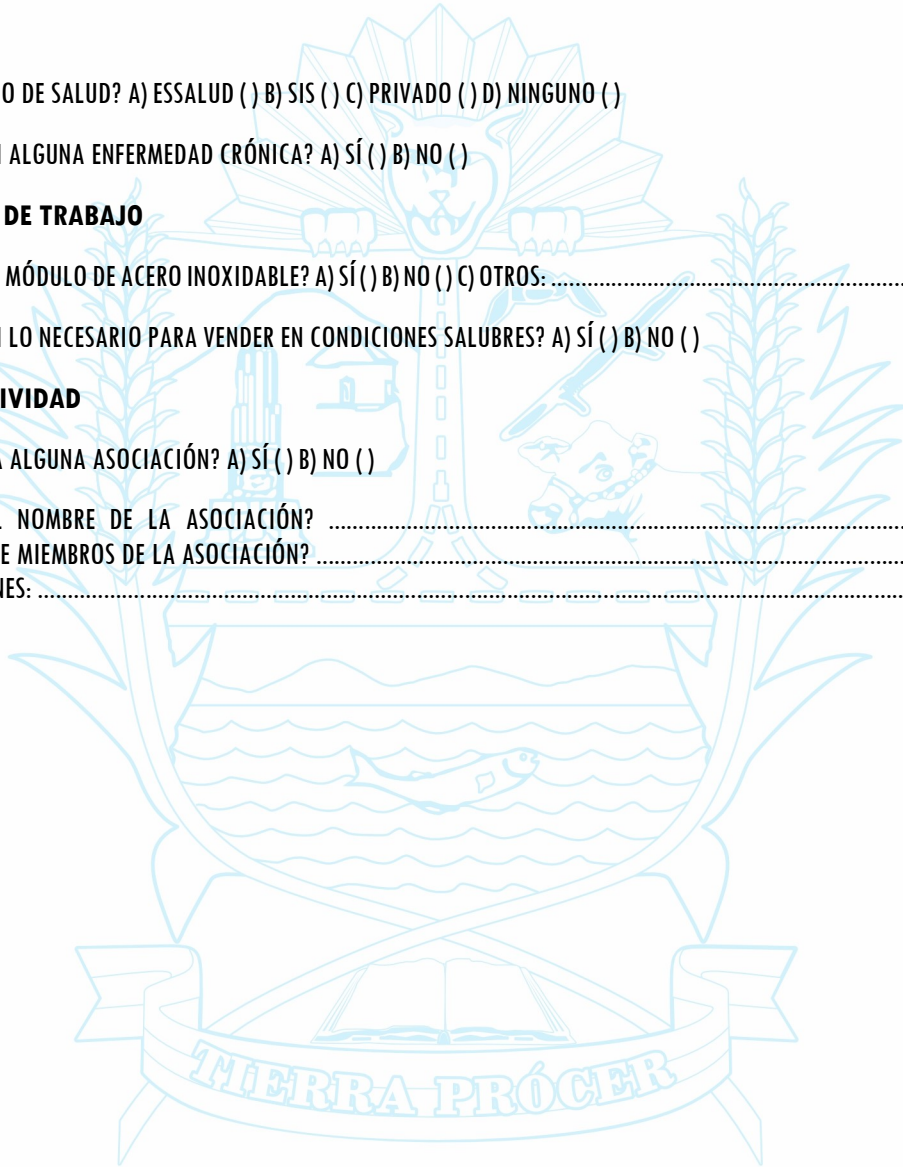 O DE SALUD? A) ESSALUD ( ) B) SIS ( ) C) PRIVADO ( ) D) NINGUNO ( )
ALGUNA ENFERMEDAD CRÓNICA? A) SÍ ( ) B) NO ( )
DE TRABAJO
MÓDULO DE ACERO INOXIDABLE? A) SÍ ( ) B) NO ( ) C) OTROS: ..........................................................................................
LO NECESARIO PARA VENDER EN CONDICIONES SALUBRES? A) SÍ ( ) B) NO ( )
IVIDAD
A ALGUNA ASOCIACIÓN? A) SÍ ( ) B) NO ( )
NOMBRE DE LA ASOCIACIÓN? ..........................................................................................
E MIEMBROS DE LA ASOCIACIÓN? ..........................................................................................
NES: ..........................................................................................
TIERRA PRÓCER